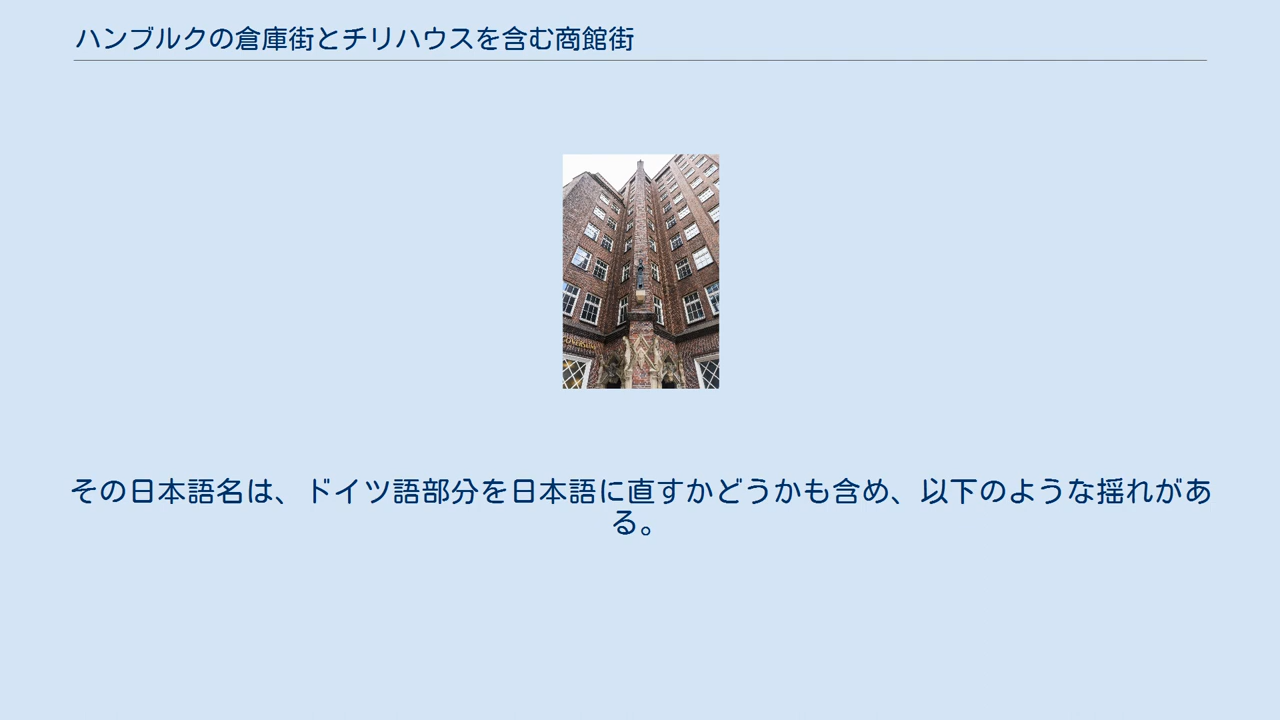 ハンブルクの倉庫街とチリハウスを含む商館街
その日本語名は、ドイツ語部分を日本語に直すかどうかも含め、以下のような揺れがあ
る。